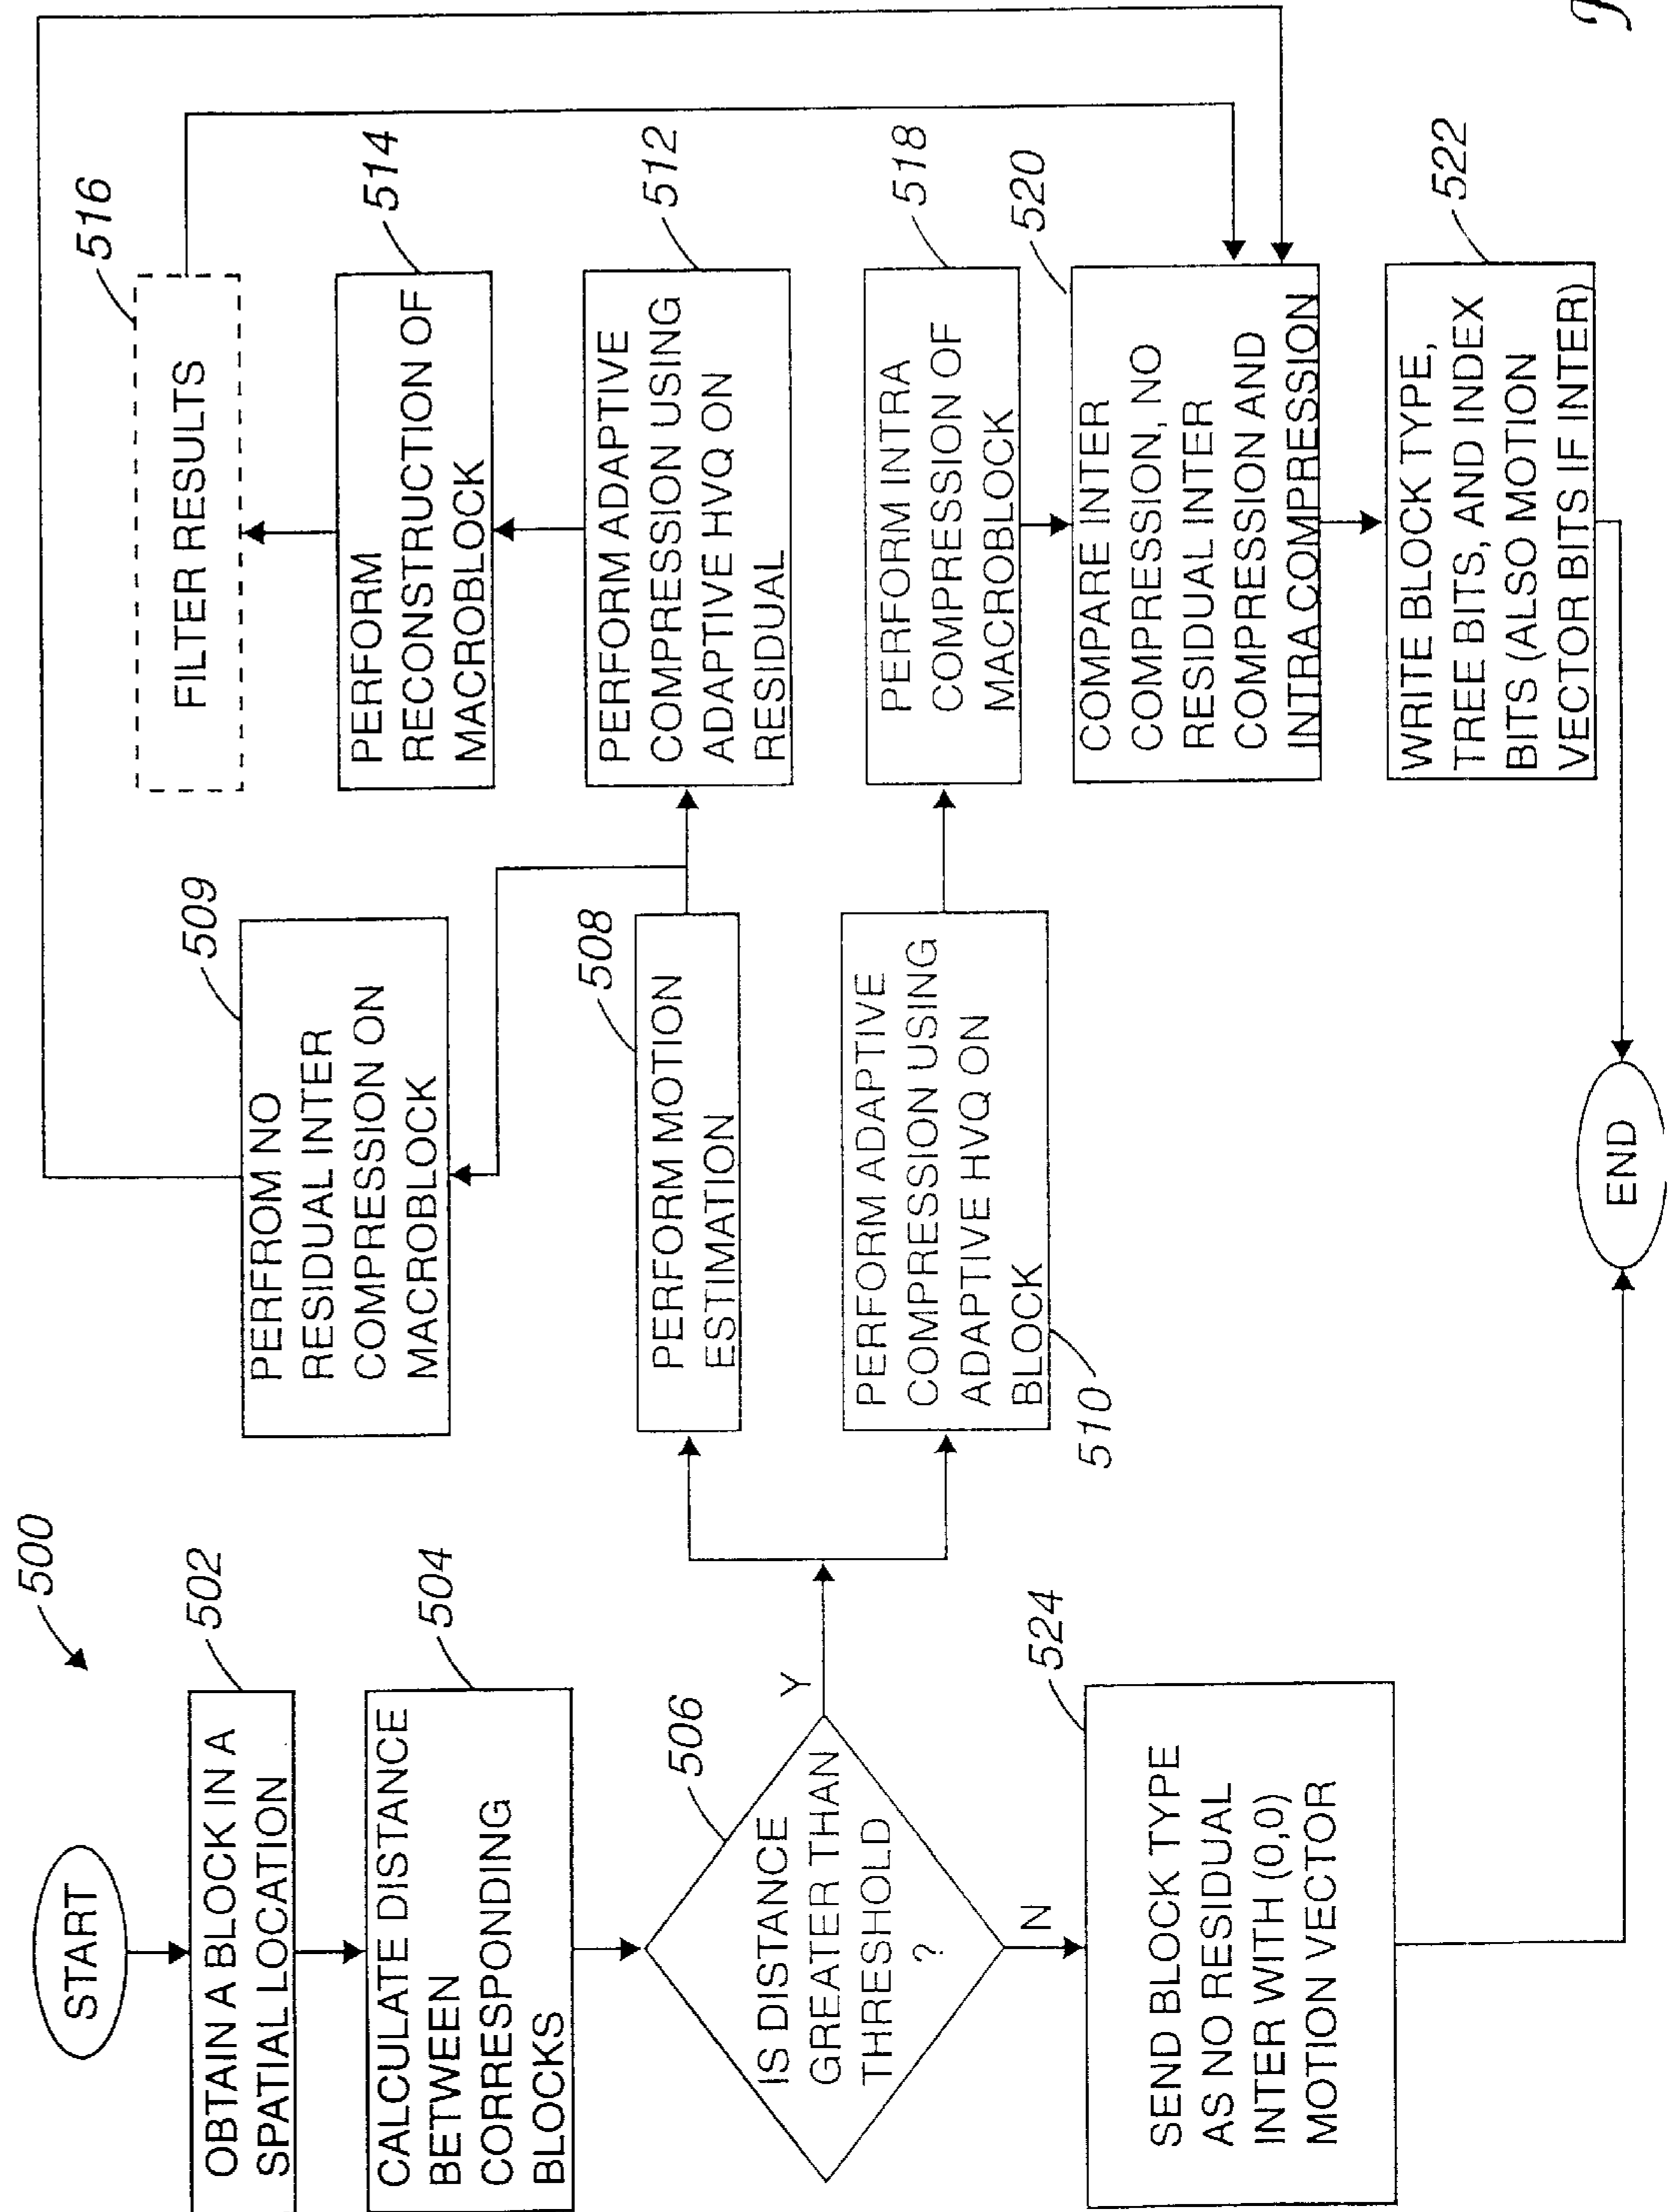 500
START
502
OBTAIN A BLOCK IN A
SPATIAL LOCATION
504
CALCULATE DISTANCE
BETWEEN
CORRESPONDING
BLOCKS
506
IS DISTANCE
GREATER THAN
THRESHOLD
?
Y
N
524
SEND BLOCK TYPE
AS NO RESIDUAL
INTER WITH (0,0)
MOTION VECTOR
509
PERFROM NO
RESIDUAL INTER
COMPRESSION ON
MACROBLOCK
508
PERFORM MOTION
ESTIMATION
PERFORM ADAPTIVE
COMPRESSION USING
ADAPTIVE HVQ ON
BLOCK
510
516
FILTER RESULTS
514
PERFORM
RECONSTRUCTION OF
MACROBLOCK
512
PERFORM ADAPTIVE
COMPRESSION USING
ADAPTIVE HVQ ON
RESIDUAL
518
PERFORM INTRA
COMPRESSION OF
MACROBLOCK
520
COMPARE INTER
COMPRESSION, NO
RESIDUAL INTER
COMPRESSION AND
INTRA COMPRESSION
522
WRITE BLOCK TYPE,
TREE BITS, AND INDEX
BITS (ALSO MOTION
VECTOR BITS IF INTER)
END